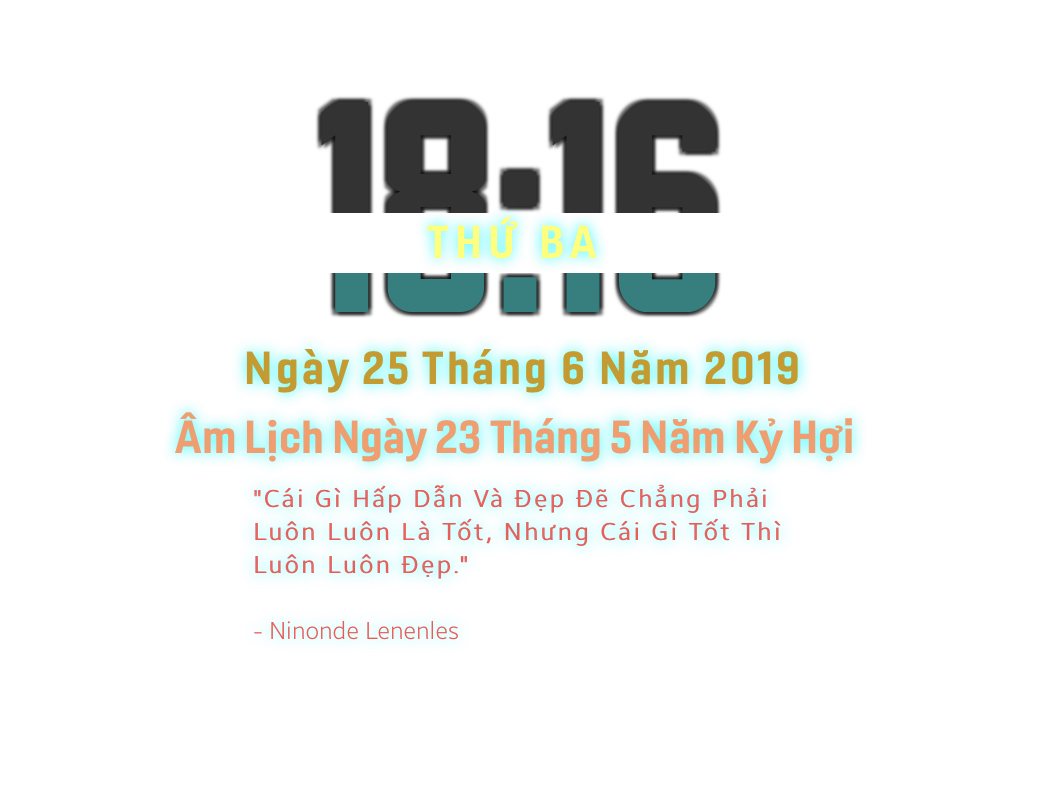 18:16
THỨ BA
Ngày 25 Tháng 6 Năm 2019
Âm Lịch Ngày 23 Tháng 5 Năm Kỷ Hợi
"Cái Gì Hấp Dẫn Và Đẹp Đẽ Chẳng Phải
Luôn Luôn Là Tốt, Nhưng Cái Gì Tốt Thì
Luôn Luôn Đẹp."
- Ninonde Lenenles